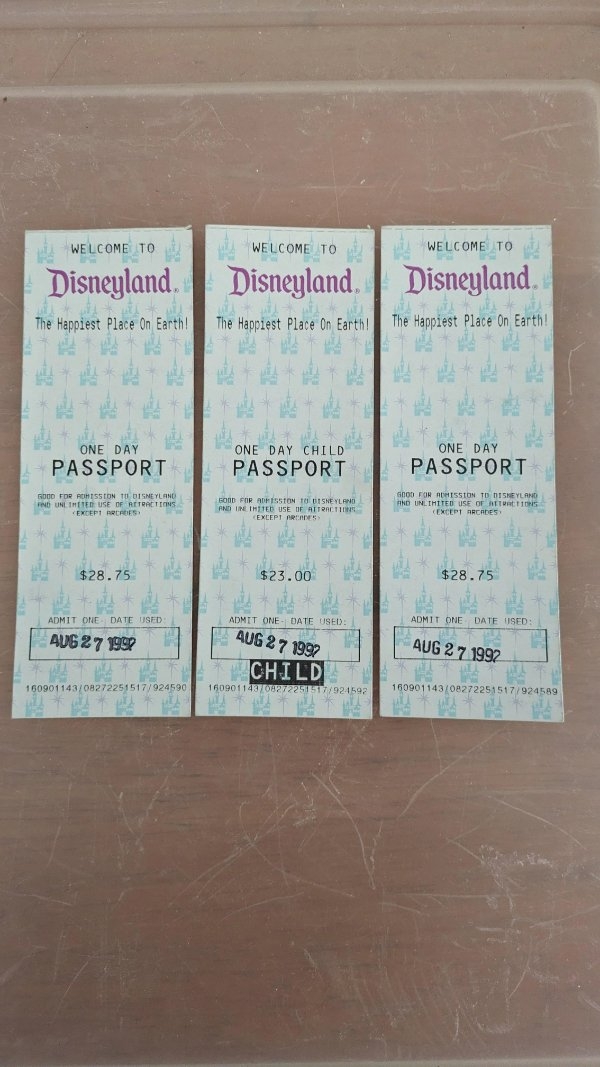 WELCOME TO
Disneyland®
The Happiest Place On Earth!
ONE DAY
PASSPORT
GOOD FOR ADMISSION TO DISNEYLAND
AND UNLIMITED USE OF ATTRACTIONS
(EXCEPT ARCADES)
$28.75
ADMIT ONE- DATE USED:
AUG 27 1992
160901143/08272251517/924590
WELCOME TO
Disneyland®
The Happiest Place On Earth!
ONE DAY CHILD
PASSPORT
GOOD FOR ADMISSION TO DISNEYLAND
AND UNLIMITED USE OF ATTRACTIONS
(EXCEPT ARCADES)
$23.00
ADMIT ONE- DATE USED:
AUG 27 1992
CHILD
160901143/08272251517/924592
WELCOME TO
Disneyland®
The Happiest Place On Earth!
ONE DAY
PASSPORT
GOOD FOR ADMISSION TO DISNEYLAND
AND UNLIMITED USE OF ATTRACTIONS
(EXCEPT ARCADES)
$28.75
ADMIT ONE- DATE USED:
AUG 27 1992
160901143/08272251517/924589